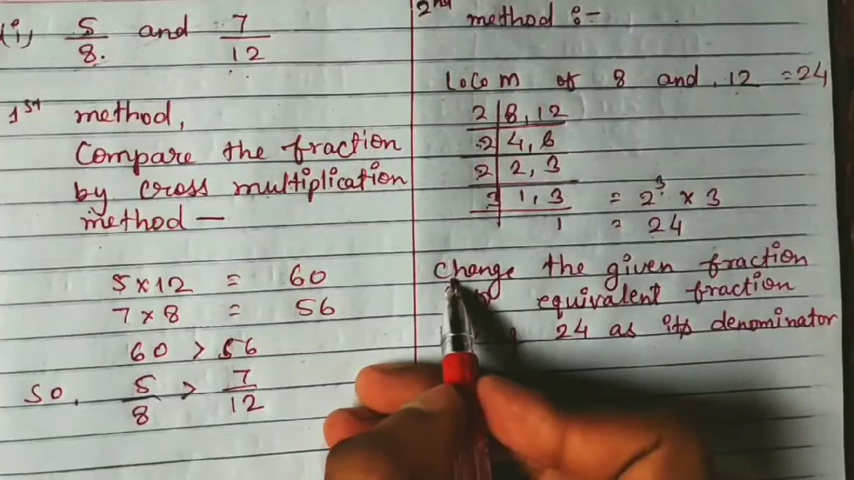 (i) 5/8. and 7/12
1st method,
Compare the fraction
by cross multiplication
method —
5 x 12 = 60
7 x 8 = 56
60 > 56
So, 5/8 > 7/12
2nd method :-
L.C.M of 8 and 12 = 24
2 | 8, 12
2 | 4, 6
2 | 2, 3
3 | 1, 3 = 2³ x 3
1 = 24
Change the given fraction
equivalent fraction
24 as its denominator